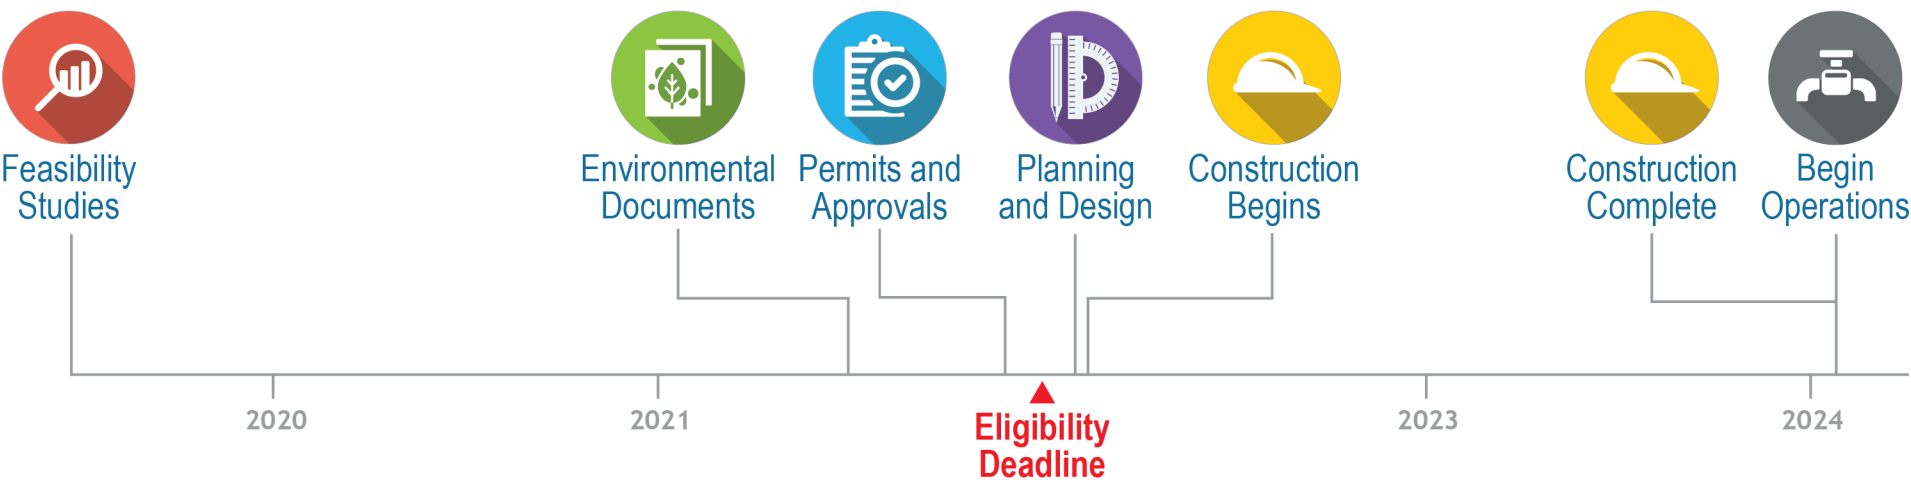 Feasibility
Studies
Environmental
Documents
Permits and
Approvals
Planning
and Design
Construction
Begins
Construction
Complete
Begin
Operations
2020
2021
Eligibility
Deadline
2023
2024